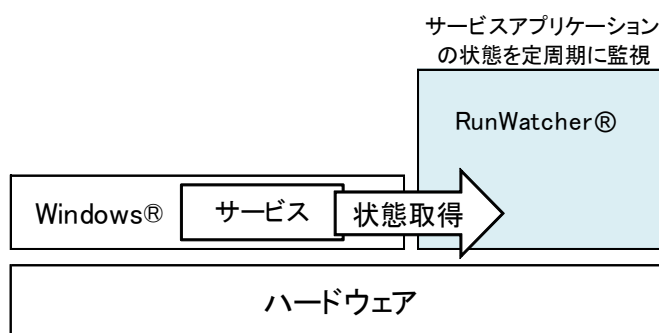 サービスアプリケーション
の状態を定周期に監視
RunWatcher®
Windows®
サービス
状態取得
ハードウェア